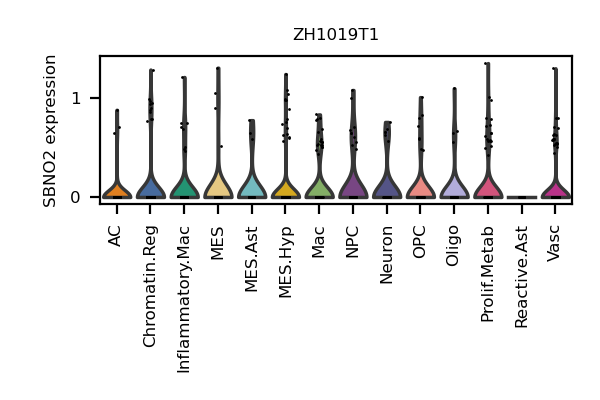 ZH1019T1
SBNO2 expression
1
0
AC
Chromatin.Reg
Inflammatory.Mac
MES
MES.Ast
MES.Hyp
Mac
NPC
Neuron
OPC
Oligo
Prolif.Metab
Reactive.Ast
Vasc